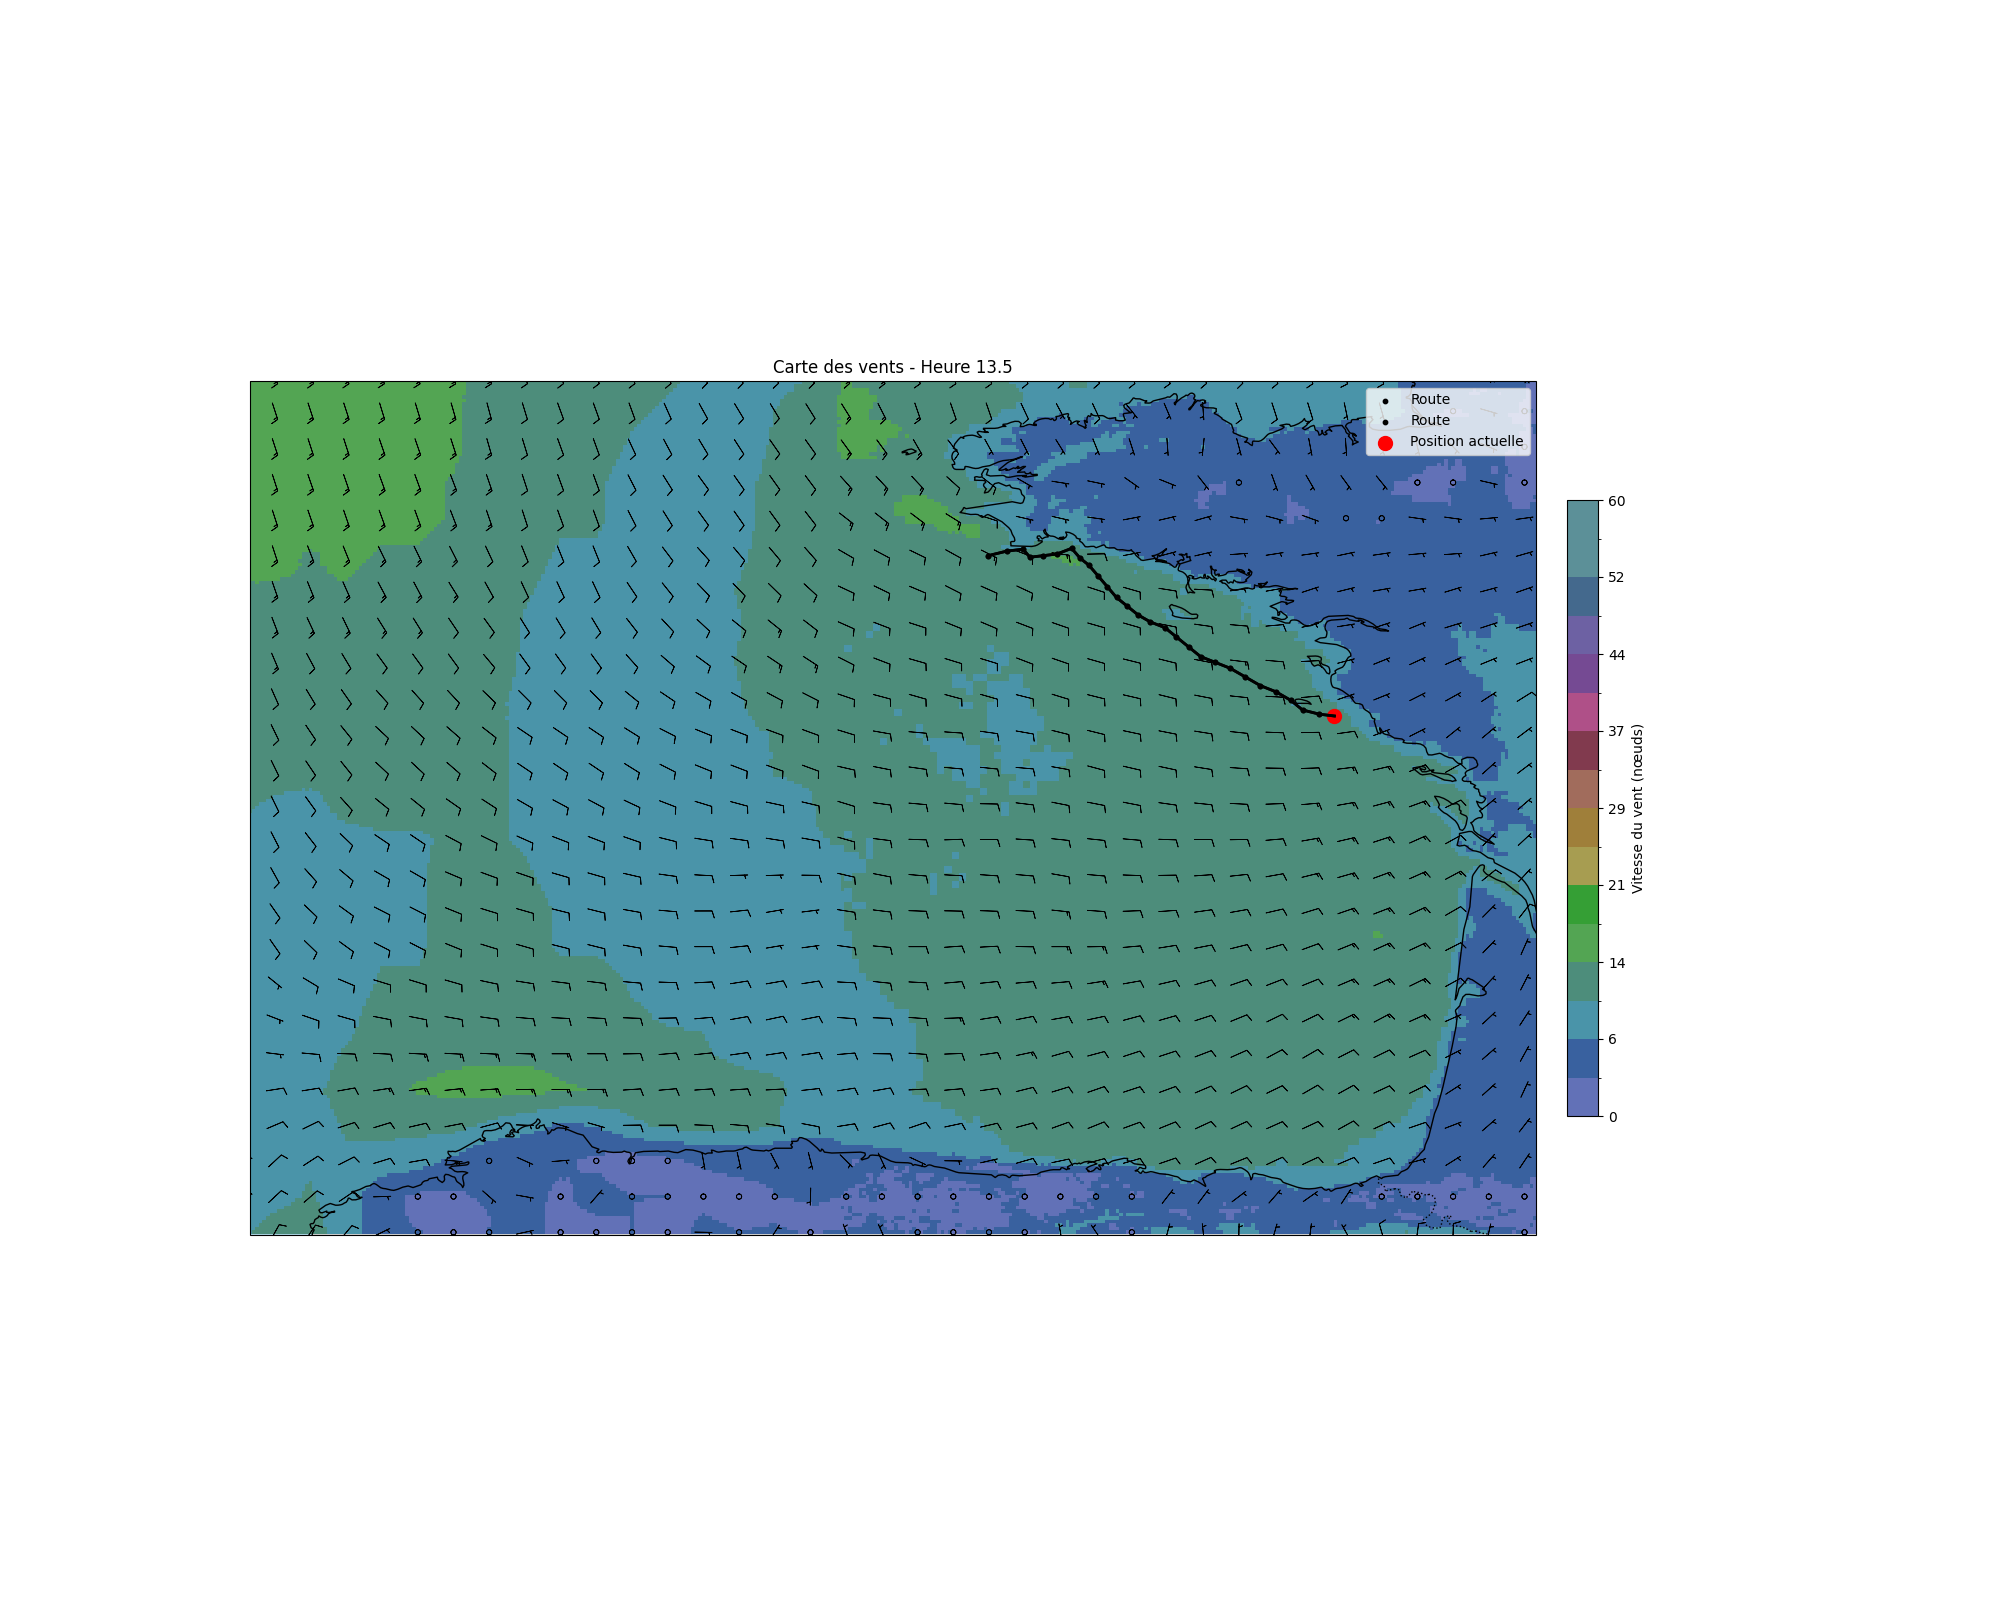 Carte des vents - Heure 13.5
Route
Route
Position actuelle
60
52
44
37
29
21
14
6
0
Vitesse du vent (nœuds)